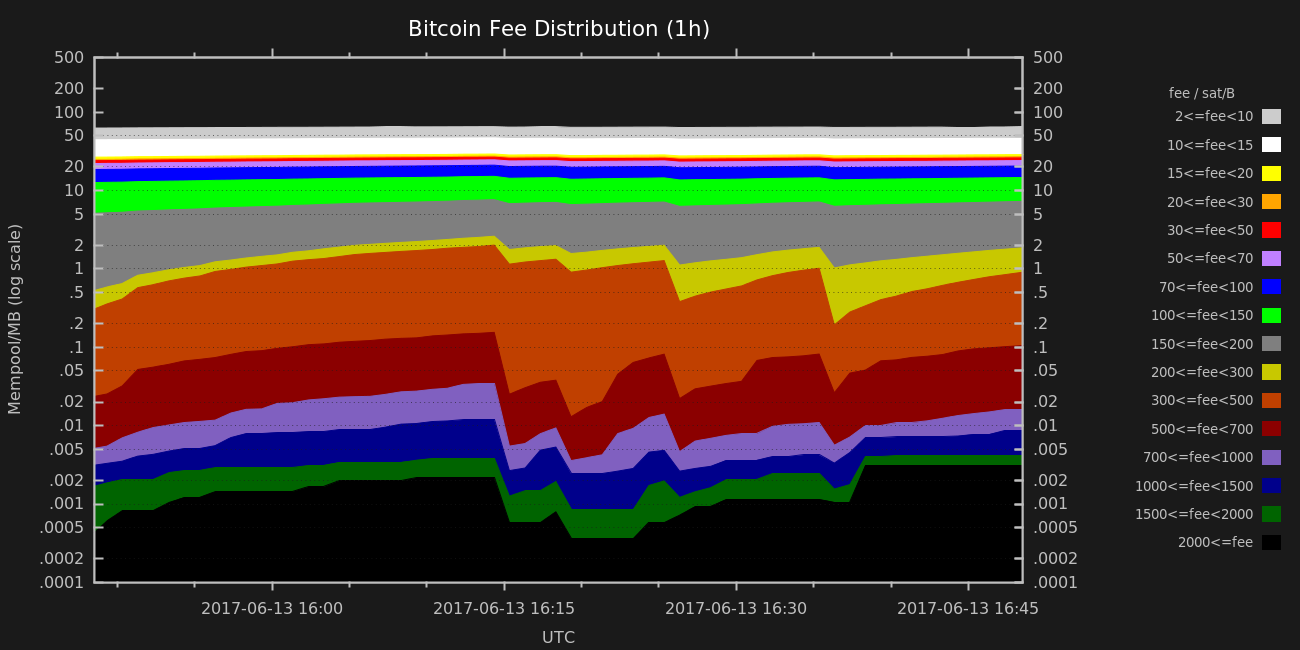 Bitcoin Fee Distribution (1h)
Mempool/MB (log scale)
500
200
100
50
20
10
5
2
1
.5
.2
.1
.05
.02
.01
.005
.002
.001
.0005
.0002
.0001
500
200
100
50
20
10
5
2
1
.5
.2
.1
.05
.02
.01
.005
.002
.001
.0005
.0002
.0001
fee / sat/B
2<=fee<10
10<=fee<15
15<=fee<20
20<=fee<30
30<=fee<50
50<=fee<70
70<=fee<100
100<=fee<150
150<=fee<200
200<=fee<300
300<=fee<500
500<=fee<700
700<=fee<1000
1000<=fee<1500
1500<=fee<2000
2000<=fee
2017-06-13 16:00 2017-06-13 16:15 2017-06-13 16:30 2017-06-13 16:45
UTC